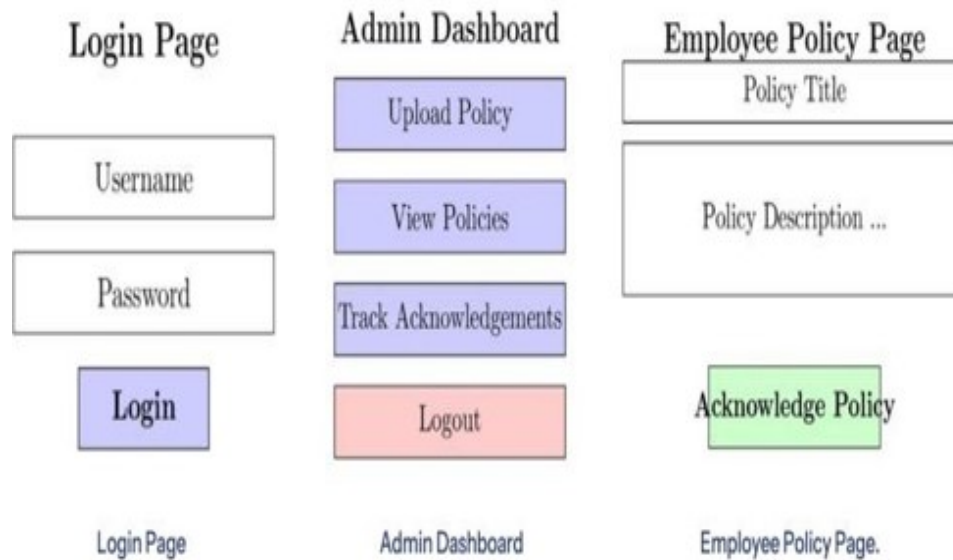 Login Page
Username
Password
Login
Login Page
Admin Dashboard
Upload Policy
View Policies
Track Acknowledgements
Logout
Admin Dashboard
Employee Policy Page
Policy Title
Policy Description ...
Acknowledge Policy
Employee Policy Page.